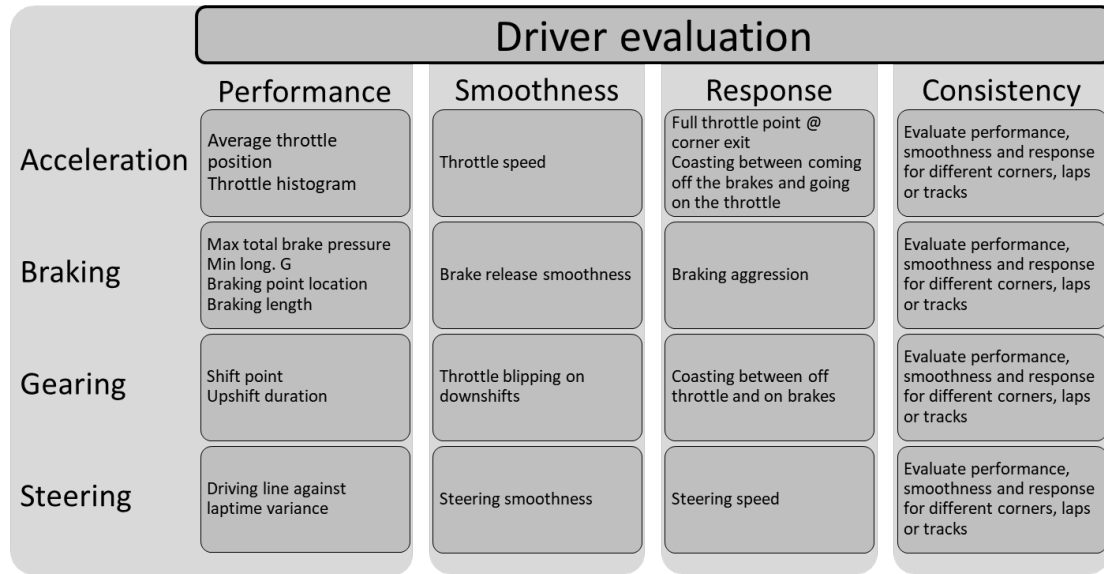 Driver evaluation
Performance
Smoothness
Response
Consistency
Acceleration
Average throttle
position
Throttle histogram
Throttle speed
Full throttle point @
corner exit
Coasting between coming
off the brakes and going
on the throttle
Evaluate performance,
smoothness and response
for different corners, laps
or tracks
Braking
Max total brake pressure
Min long. G
Braking point location
Braking length
Brake release smoothness
Braking aggression
Evaluate performance,
smoothness and response
for different corners, laps
or tracks
Gearing
Shift point
Upshift duration
Throttle blipping on
downshifts
Coasting between off
throttle and on brakes
Evaluate performance,
smoothness and response
for different corners, laps
or tracks
Steering
Driving line against
laptime variance
Steering smoothness
Steering speed
Evaluate performance,
smoothness and response
for different corners, laps
or tracks